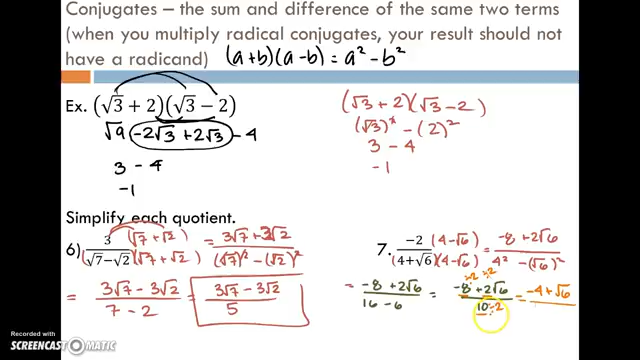 Conjugates – the sum and difference of the same two terms
(when you multiply radical conjugates, your result should not
have a radicand) (a+b)(a-b) = a² - b²
Ex. (√3 + 2)(√3 − 2)
√9 -2√3 + 2√3 - 4
3 - 4
-1
(√3 + 2)(√3 - 2)
(√3)² - (2)²
3 - 4
-1
Simplify each quotient.
6) 3/(√7−√2) (√7+√2)/(√7+√2) = (3√7+3√2)/((√7)²-(√2)²)
= (3√7-3√2)/(7-2) = (3√7-3√2)/5
7. −2/(4+√6) (4-√6)/(4-√6) = (-8+2√6)/(4²-(√6)²)
= (-8+2√6)/(16-6) = (-8÷2+2√6÷2)/(10÷2) = -4+√6
Recorded with
SCREENCAST-O-MATIC